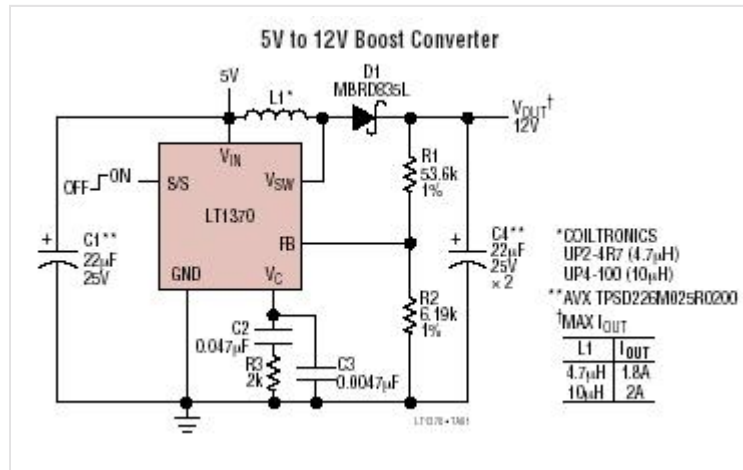 5V to 12V Boost Converter
5V
L1*
D1
MBRD835L
VOUT†
12V
VIN
OFF
ON
S/S
VSW
LT1370
FB
GND
VC
R1
53.6k
1%
C1**
22µF
25V
+
C4**
22µF
25V
× 2
+
R2
6.19k
1%
C2
0.047µF
R3
2k
C3
0.0047µF
*COILTRONICS
UP2-4R7 (4.7µH)
UP4-100 (10µH)
**AVX TPSD226M025R0200
†MAX IOUT
L1 IOUT
4.7µH 1.8A
10µH 2A
LT1370 • TA01